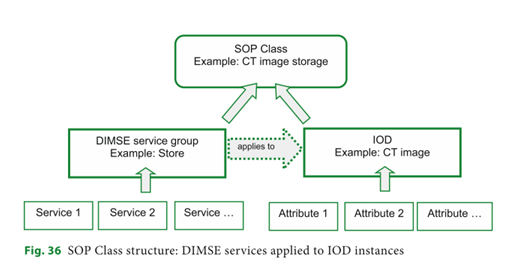 SOP Class
Example: CT image storage
DIMSE service group
Example: Store
applies to
IOD
Example: CT image
Service 1
Service 2
Service ...
Attribute 1
Attribute 2
Attribute ...
Fig. 36 SOP Class structure: DIMSE services applied to IOD instances